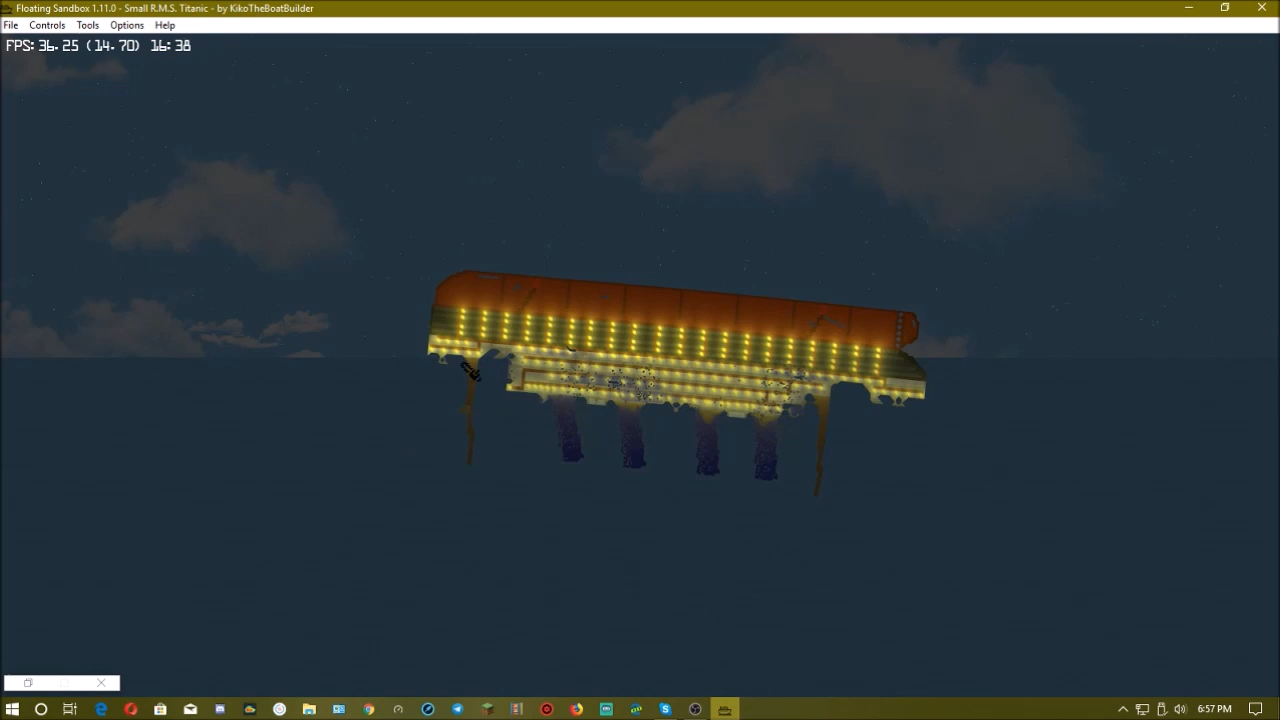 Floating Sandbox 1.11.0 - Small R.M.S. Titanic - by KikoTheBoatBuilder
File Controls Tools Options Help
FPS: 36.25 (14.70) 16:38
6:57 PM